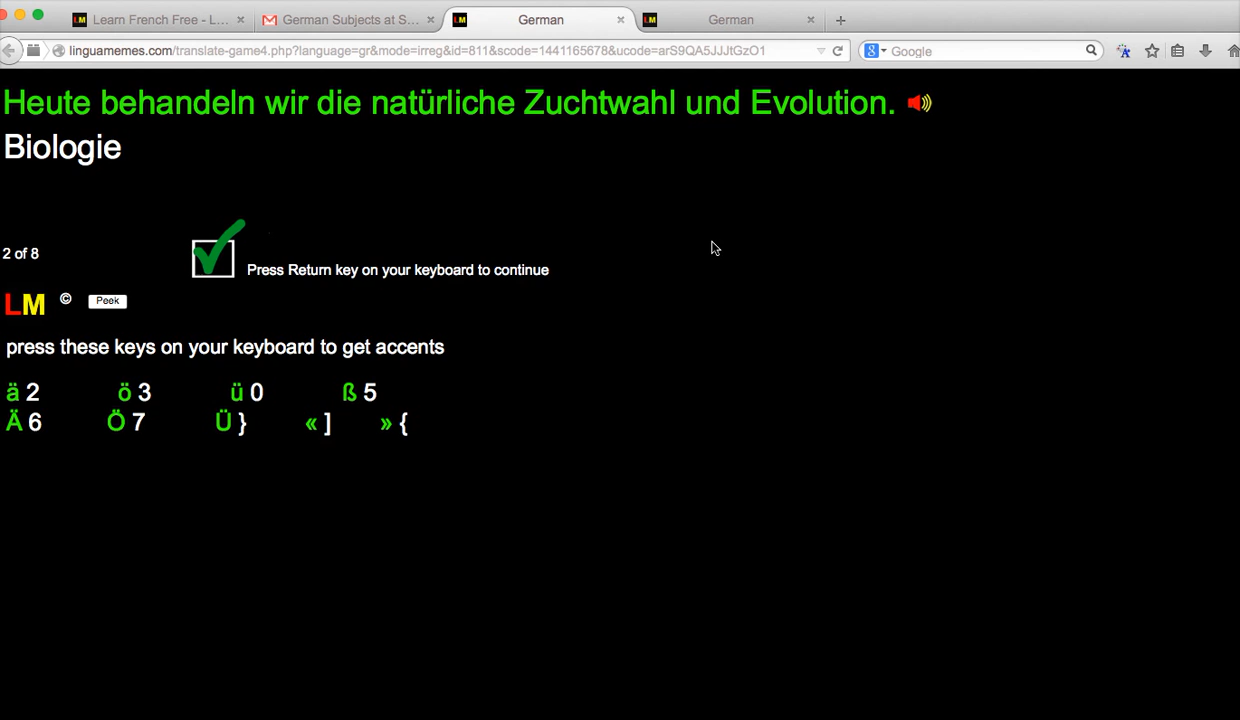 Learn French Free - L...
German Subjects at S...
German
German
linguamemes.com/translate-game4.php?language=gr&mode=irreg&id=811&scode=1441165678&ucode=arS9QA5JJJtGzO1
Google
Heute behandeln wir die natürliche Zuchtwahl und Evolution.
Biologie
2 of 8
Press Return key on your keyboard to continue
LM © Peek
press these keys on your keyboard to get accents
ä 2 ö 3 ü 0 ß 5
Ä 6 Ö 7 Ü } « ] » {